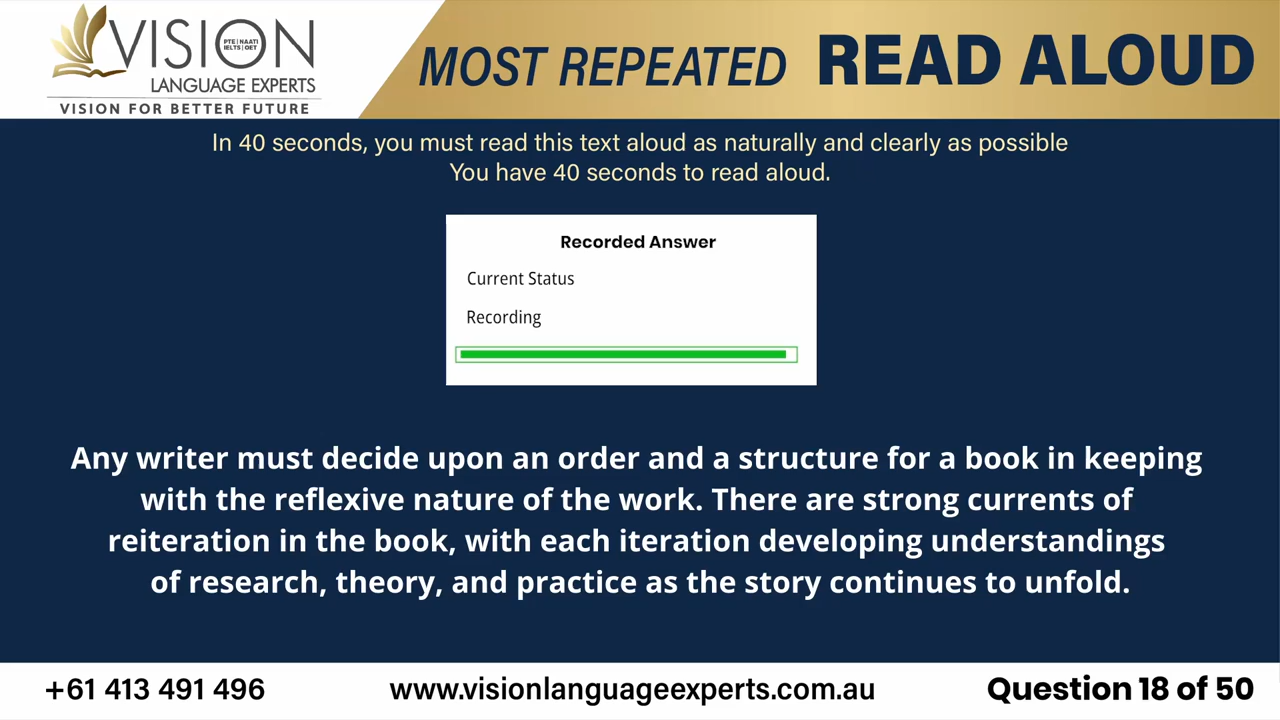 VISION
PTE | NAATI
IELTS | OET
LANGUAGE EXPERTS
VISION FOR BETTER FUTURE
MOST REPEATED READ ALOUD
In 40 seconds, you must read this text aloud as naturally and clearly as possible
You have 40 seconds to read aloud.
Recorded Answer
Current Status
Recording
Any writer must decide upon an order and a structure for a book in keeping
with the reflexive nature of the work. There are strong currents of
reiteration in the book, with each iteration developing understandings
of research, theory, and practice as the story continues to unfold.
+61 413 491 496
www.visionlanguageexperts.com.au
Question 18 of 50